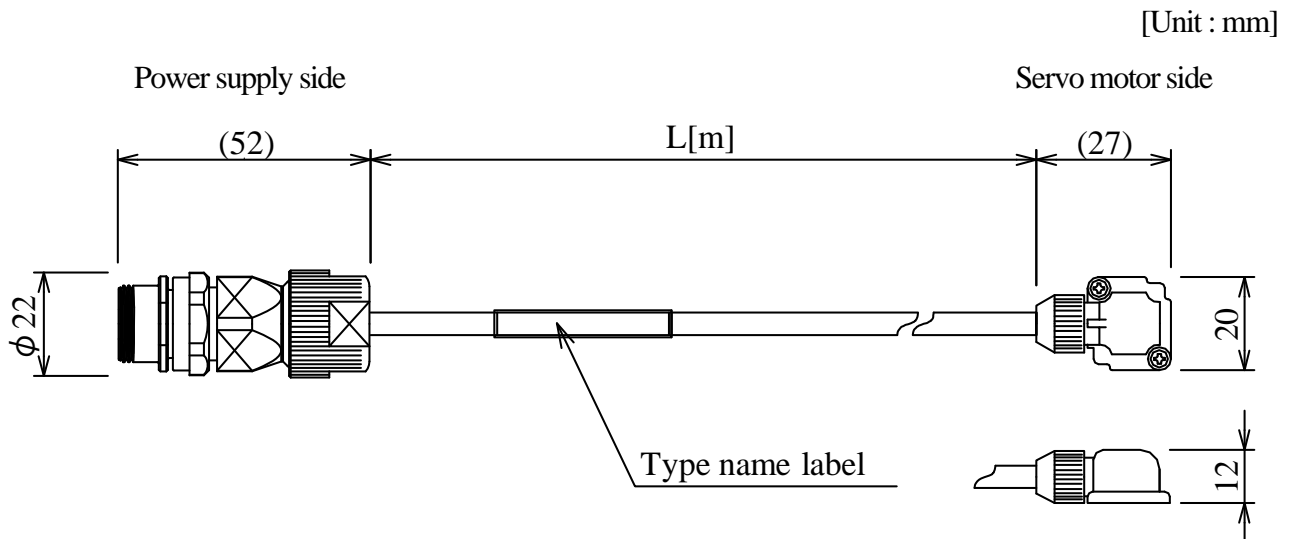 [Unit : mm]
Power supply side
Servo motor side
(52)
L[m]
(27)
ϕ22
20
Type name label
12